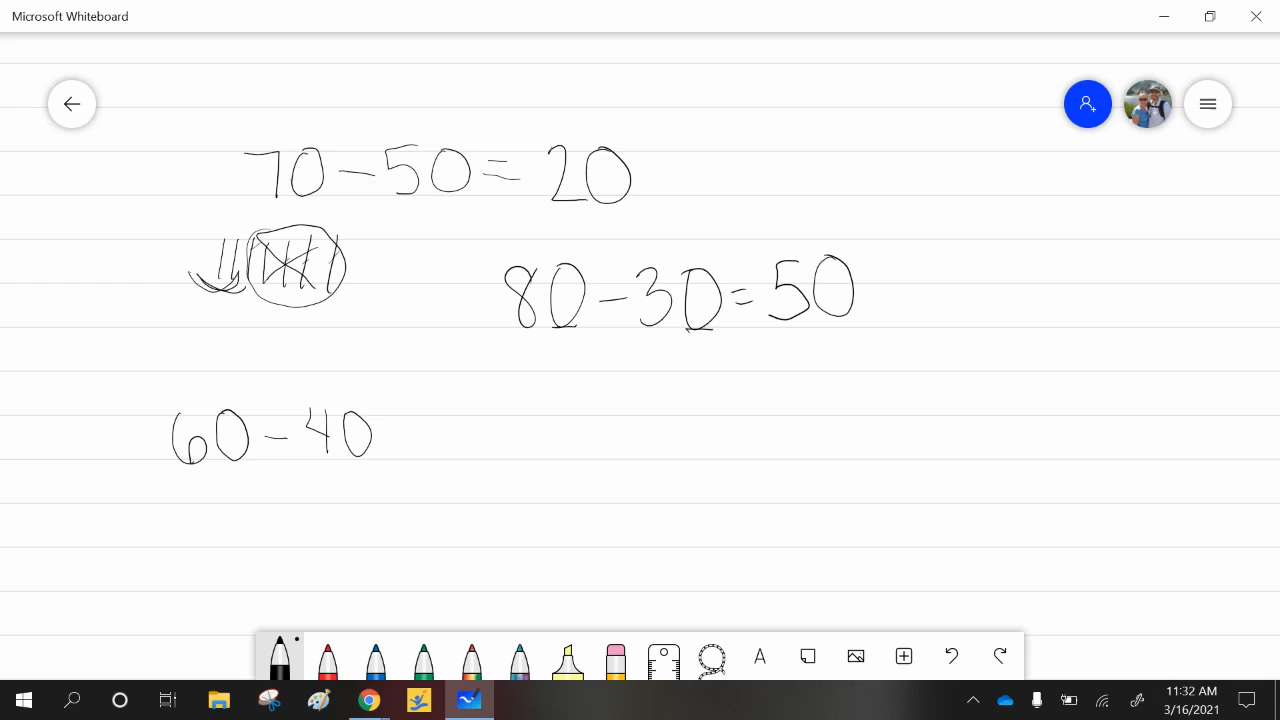 Microsoft Whiteboard
70-50=20
80-30=50
60-40
A
11:32 AM
3/16/2021